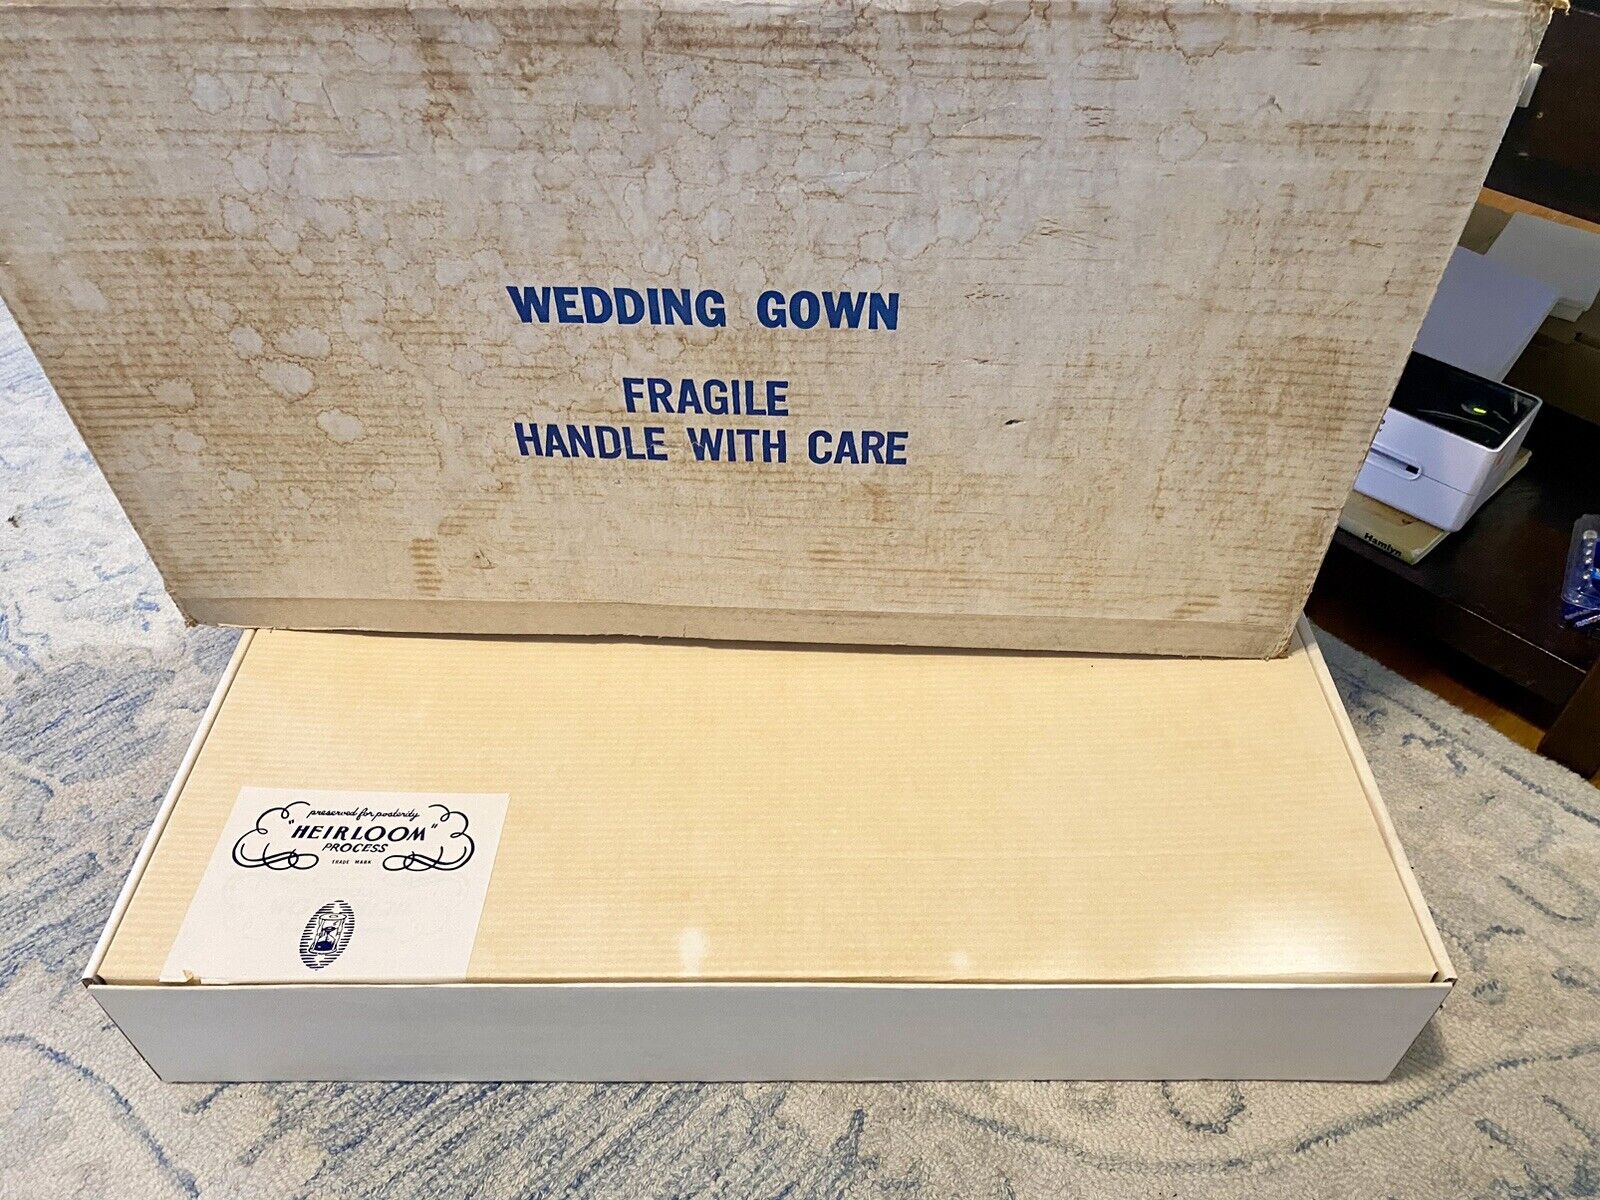 WEDDING GOWN
FRAGILE
HANDLE WITH CARE
preserved for posterity
"HEIRLOOM"
PROCESS
TRADE MARK
Hamlyn